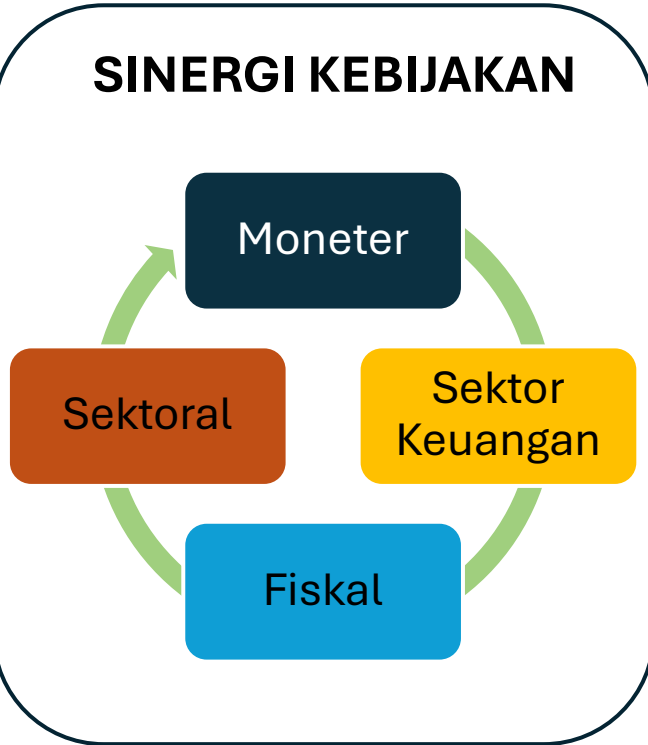 SINERGI KEBIJAKAN
Moneter
Sektoral
Sektor
Keuangan
Fiskal